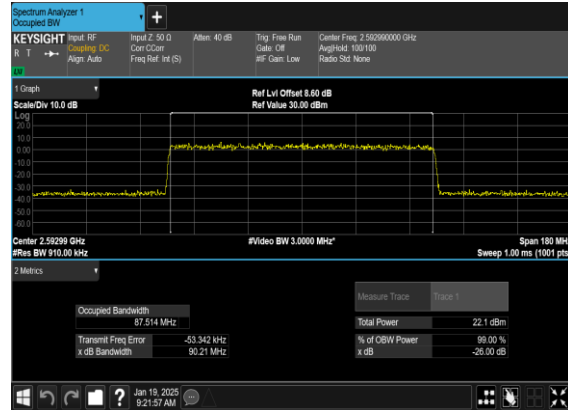 Spectrum Analyzer 1
Occupied BW
KEYSIGHT
R T
LM
Input: RF
Coupling: DC
Align: Auto
Input Z: 50 Ω
Corr CCorr
Freq Ref: Int (S)
Atten: 40 dB
Trig: Free Run
Gate: Off
#IF Gain: Low
Center Freq: 2.592990000 GHz
Avg|Hold: 100/100
Radio Std: None
1 Graph
Scale/Div 10.0 dB
Ref Lvl Offset 8.60 dB
Ref Value 30.00 dBm
Log
20.0
10.0
0.00
-10.0
-20.0
-30.0
-40.0
-50.0
-60.0
Center 2.59299 GHz
#Res BW 910.00 kHz
#Video BW 3.0000 MHz*
Span 180 MH
Sweep 1.00 ms (1001 pts
2 Metrics
Measure Trace
Trace 1
Occupied Bandwidth
87.514 MHz
Total Power
22.1 dBm
Transmit Freq Error
-53.342 kHz
% of OBW Power
99.00 %
x dB Bandwidth
90.21 MHz
x dB
-26.00 dB
?
Jan 19, 2025
9:21:57 AM